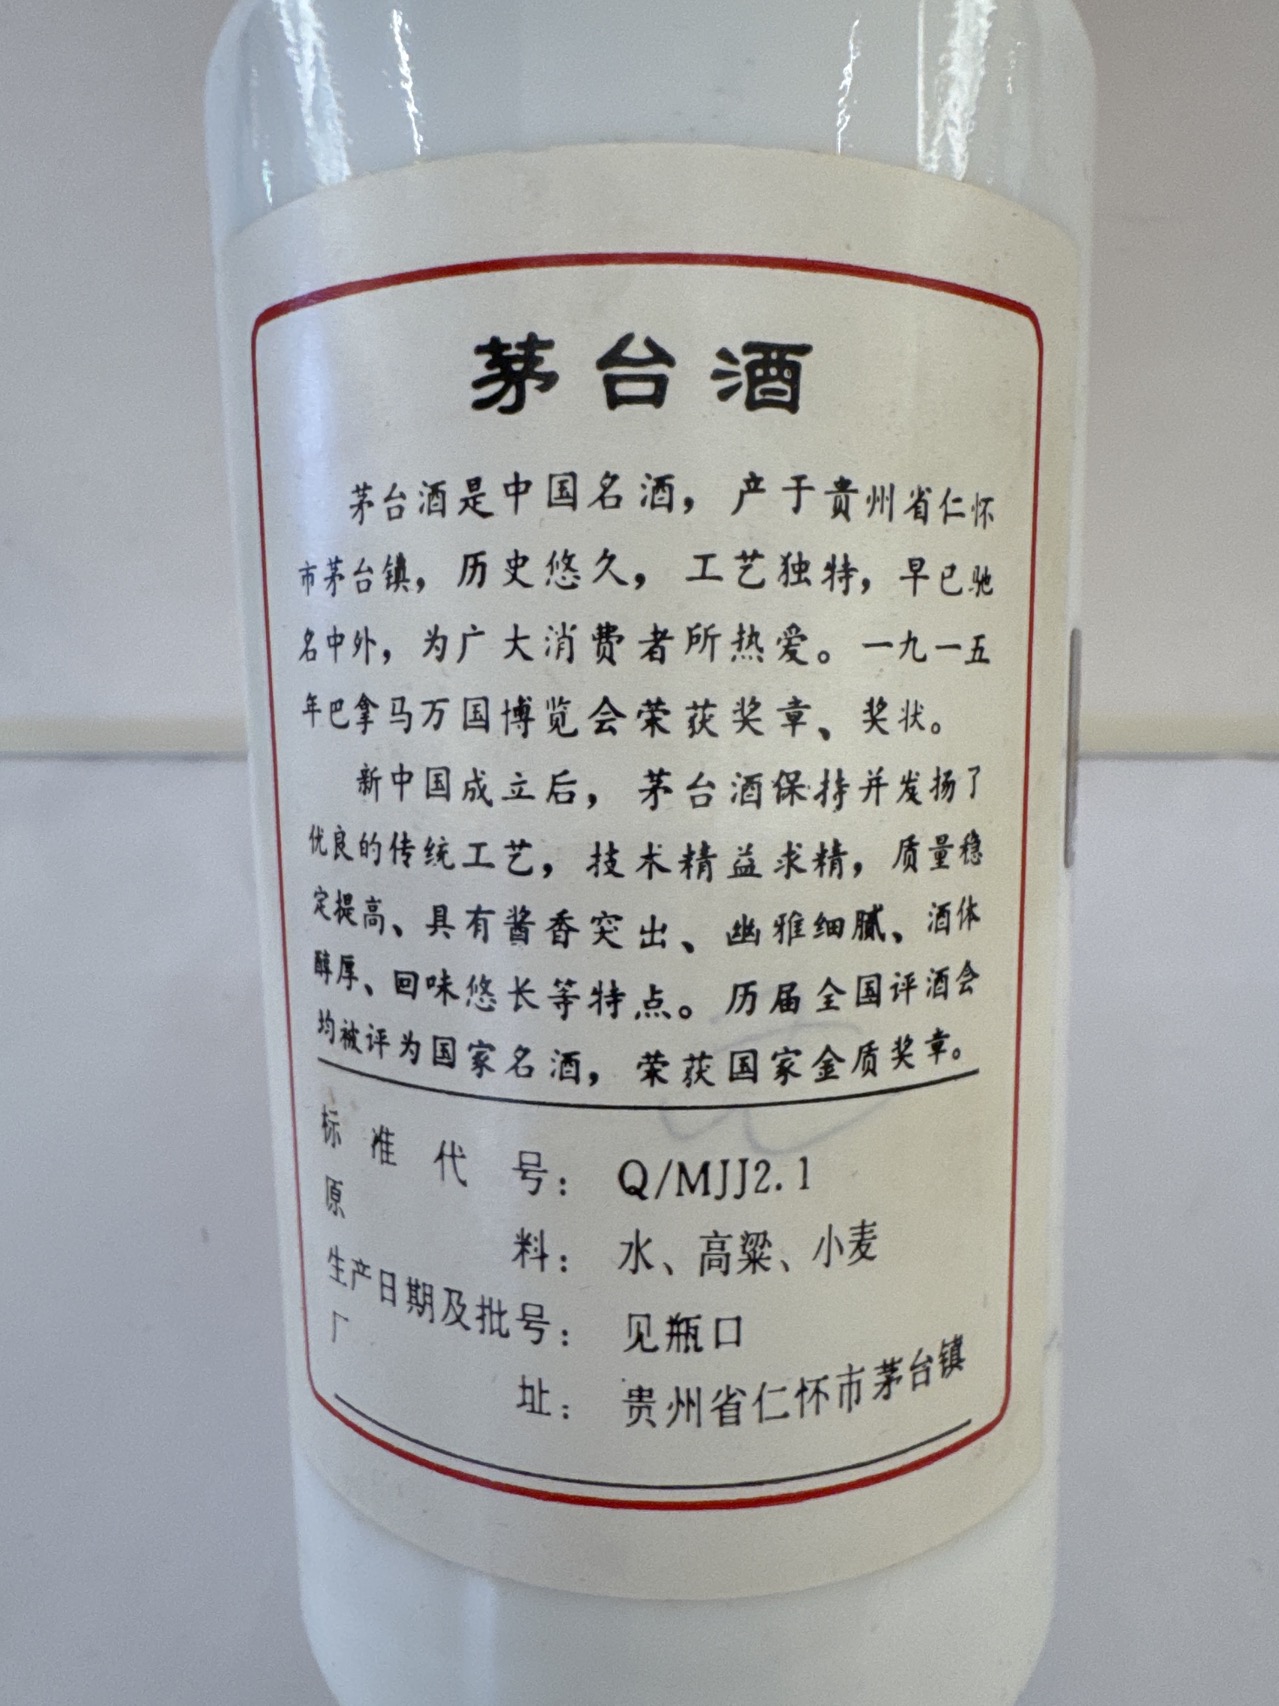 茅台酒
茅台酒是中国名酒，产于贵州省仁怀
市茅台镇，历史悠久，工艺独特，早已驰
名中外，为广大消费者所热爱。一九一五
年巴拿马万国博览会荣获奖章、奖状。
新中国成立后，茅台酒保持并发扬了
优良的传统工艺，技术精益求精，质量稳
定提高、具有酱香突出、幽雅细腻、酒体
醇厚、回味悠长等特点。历届全国评酒会
均被评为国家名酒，荣获国家金质奖章。
标准代号：Q/MJJ2.1
原料：水、高粱、小麦
生产日期及批号：见瓶口
厂址：贵州省仁怀市茅台镇